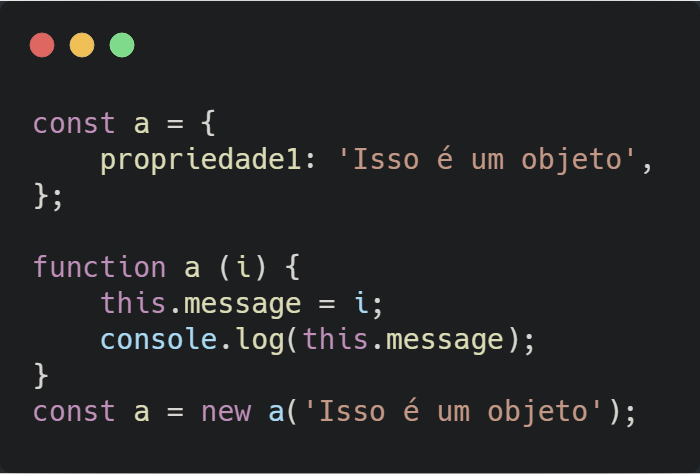 const a = {
    propriedade1: 'Isso é um objeto',
};

function a (i) {
    this.message = i;
    console.log(this.message);
}
const a = new a('Isso é um objeto');